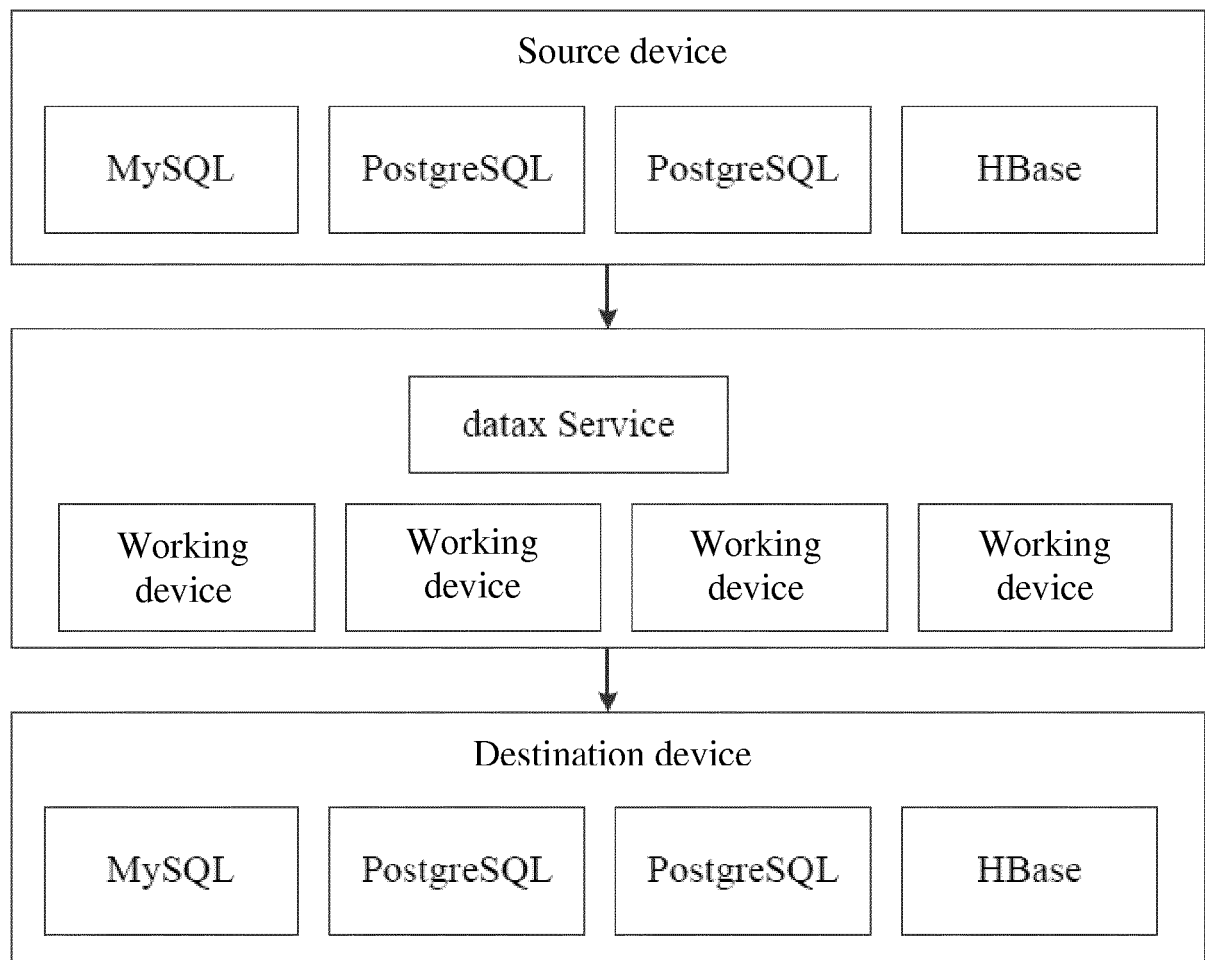 Source device
MySQL
PostgreSQL
PostgreSQL
HBase
datax Service
Working
device
Working
device
Working
device
Working
device
Destination device
MySQL
PostgreSQL
PostgreSQL
HBase